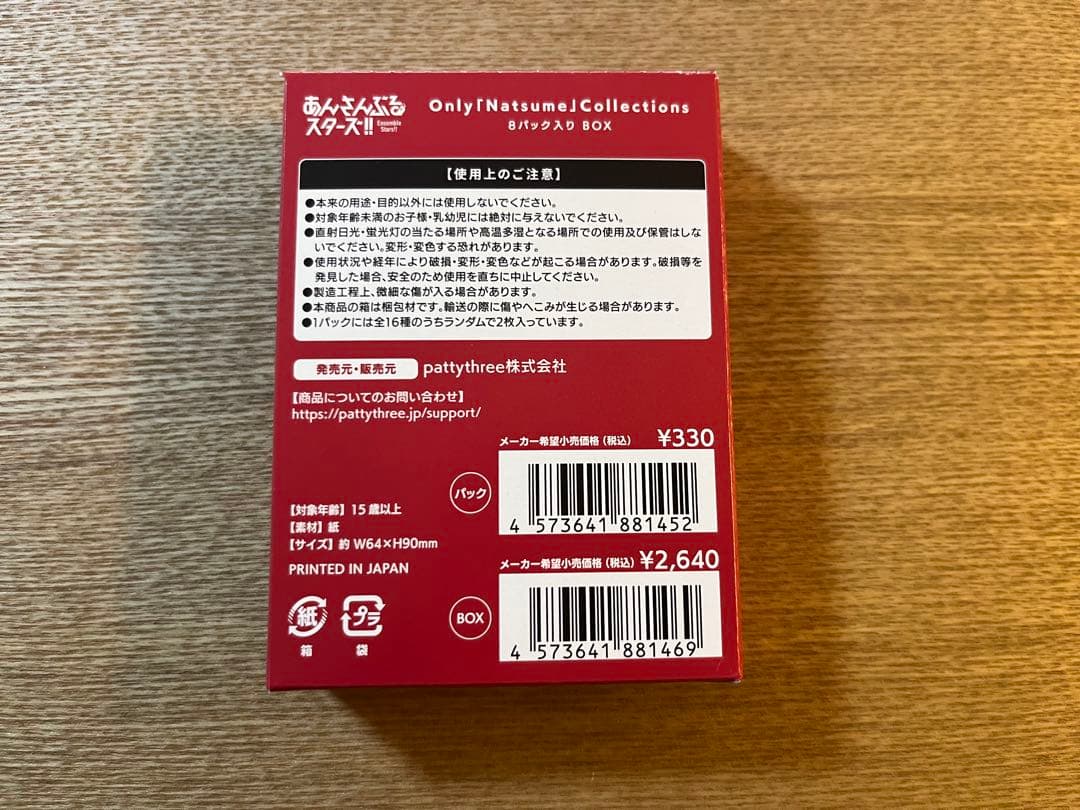 あんさんぶるスターズ!!
Ensemble Stars!!
Only「Natsume」Collections
8パック入り BOX
【使用上のご注意】
●本来の用途・目的以外には使用しないでください。
●対象年齢未満のお子様・乳幼児には絶対に与えないでください。
●直射日光・蛍光灯の当たる場所や高温多湿となる場所での使用及び保管はしな
いでください。変形・変色する恐れがあります。
●使用状況や経年により破損・変形・変色などが起こる場合があります。破損等を
発見した場合、安全のため使用を直ちに中止してください。
●製造工程上、微細な傷が入る場合があります。
●本商品の箱は梱包材です。輸送の際に傷やへこみが生じる場合があります。
●1パックには全16種のうちランダムで2枚入っています。
発売元・販売元 pattythree株式会社
【商品についてのお問い合わせ】
https://pattythree.jp/support/
メーカー希望小売価格（税込） ¥330
パック
4 573641 881452
【対象年齢】15歳以上
【素材】紙
【サイズ】約 W64×H90mm
PRINTED IN JAPAN
メーカー希望小売価格（税込） ¥2,640
BOX
4 573641 881469
紙
箱
プラ
袋